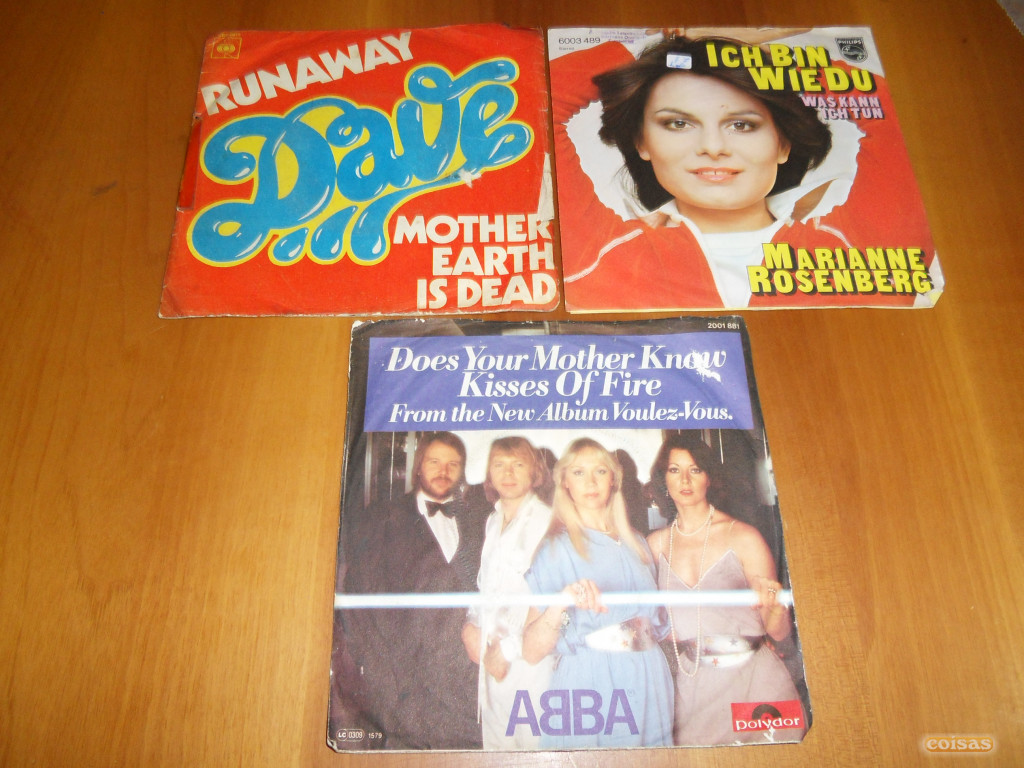 RUNAWAY
Dave
MOTHER
EARTH
IS DEAD
6003 489
PHILIPS
ICH BIN
WIE DU
WAS KANN
ICH TUN
MARIANNE
ROSENBERG
2001 881
Does Your Mother Know
Kisses Of Fire
From the New Album Voulez-Vous.
ABBA
LC 0309 1579
polydor
coisas